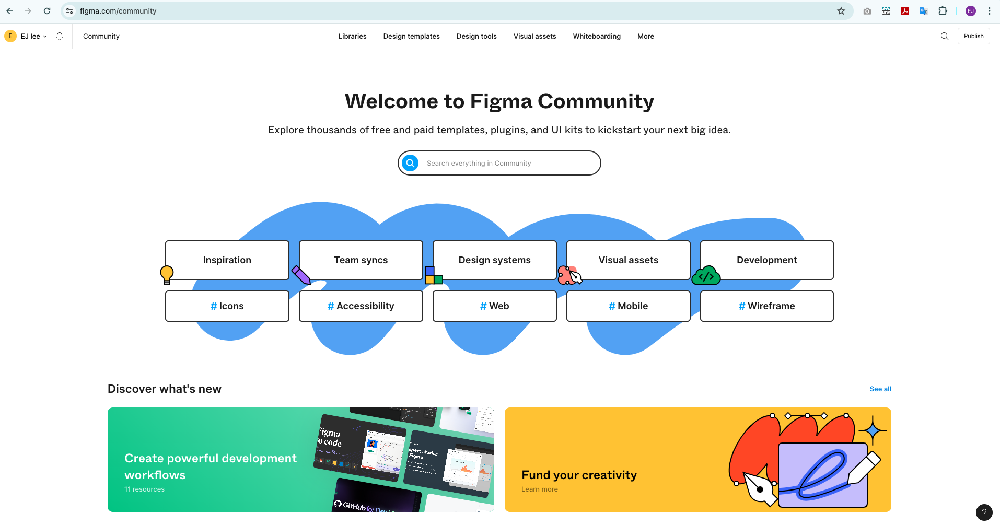 figma.com/community
NEW
EJ
E
EJ lee
Community
Libraries
Design templates
Design tools
Visual assets
Whiteboarding
More
Publish
Welcome to Figma Community
Explore thousands of free and paid templates, plugins, and UI kits to kickstart your next big idea.
Search everything in Community
Inspiration
Team syncs
Design systems
Visual assets
Development
</>
# Icons
# Accessibility
# Web
# Mobile
# Wireframe
Discover what's new
See all
Create powerful development
workflows
11 resources
Figma
o code
spect stories
Figma
GitHub for Dev
Fund your creativity
Learn more
?